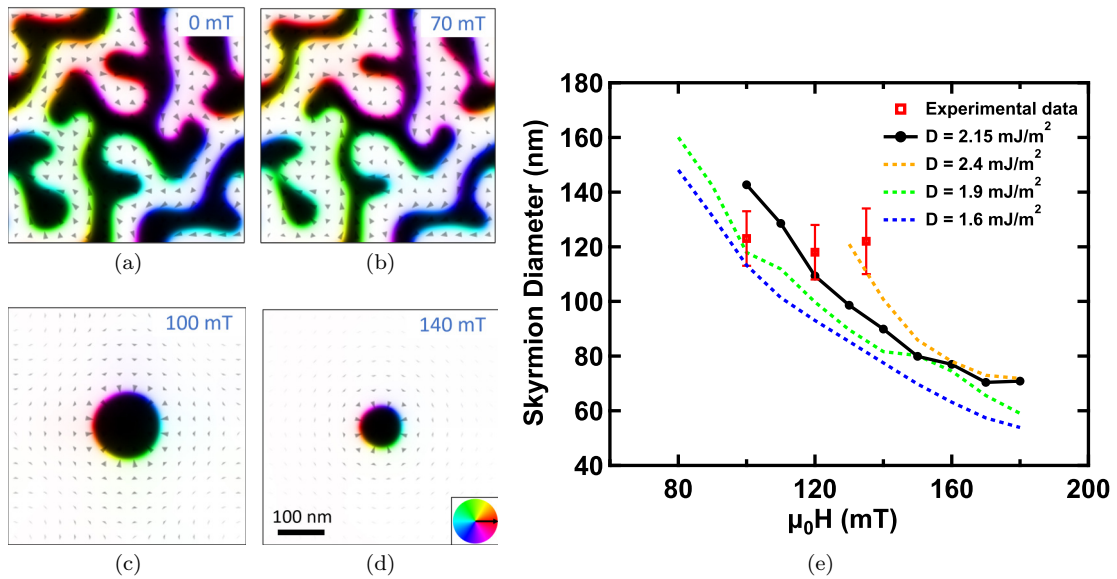 0 mT
70 mT
(a)
(b)
100 mT
140 mT
100 nm
(c)
(d)
Skyrmion Diameter (nm)
180
160
140
120
100
80
60
40
80
120
160
200
μ₀H (mT)
Experimental data
D = 2.15 mJ/m²
D = 2.4 mJ/m²
D = 1.9 mJ/m²
D = 1.6 mJ/m²
(e)